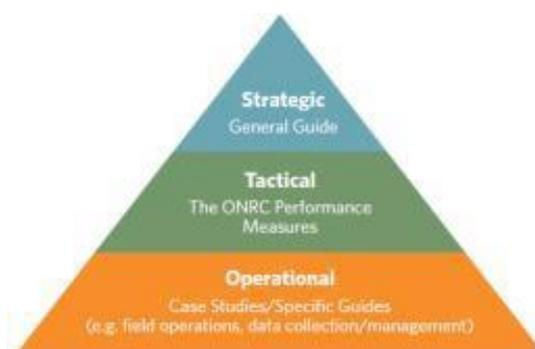 Strategic
General Guide
Tactical
The ONRC Performance
Measures
Operational
Case Studies/Specific Guides
(e.g. field operations, data collection/management)